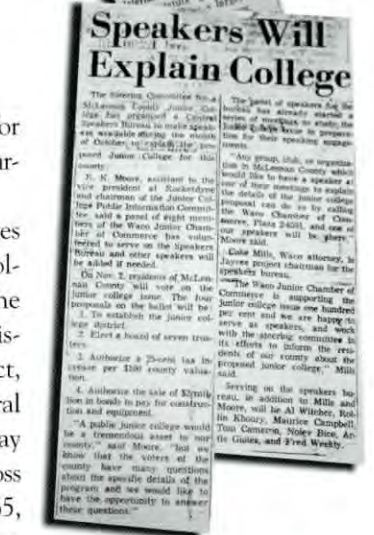 Speakers Will
Explain College
The Steering Committee for a
McLennan County Junior Col-
lege has organized a Central
Speakers Bureau to make speak-
ers available during the month
of October to explain the pro-
posed Junior College for this
county.
R. K. Moore, assistant to the
vice president at Rocketdyne
and chairman of the Junior Col-
lege Public Information Commit-
tee, said a panel of eight mem-
bers of the Waco Junior Cham-
ber of Commerce has volun-
teered to serve on the Speakers
Bureau and other speakers will
be added if needed.
On Nov. 2, residents of McLen-
nan County will vote on the
junior college issue. The four
proposals on the ballot will be:
1. To establish the junior col-
lege district.
2. Elect a board of seven trus-
tees.
3. Authorize a 25-cent tax in-
crease per $100 county valua-
tion.
4. Authorize the sale of
in bonds to pay for construc-
tion and equipment.
"A public junior college would
be a tremendous asset to our
county," said Moore, "but we
know that the voters of the
county have many questions
about the specific details of the
program and we would like to
have the opportunity to answer
these questions."
The panel of speakers for the
bureau has already started a
series of meetings to study the
junior college issue in prepara-
tion for their speaking engage-
ments.
"Any group, club, or organiza-
tion in McLennan County which
would like to have a speaker at
one of their meetings to explain
the details of the junior college
proposal can do so by calling
the Waco Chamber of Com-
merce, Plaza 2-6551, and one of
our speakers will be there,"
Moore said.
Cake Mills, Waco attorney, is
Jaycee project chairman for the
speakers bureau.
"The Waco Junior Chamber of
Commerce is supporting the
junior college issue one hundred
per cent and we are happy to
serve as speakers, and work
with the steering committee in
its efforts to inform the resi-
dents of our county about the
proposed junior college," Mills
said.
Serving on the speakers bu-
reau, in addition to Mills and
Moore, will be Al Witcher, Rol-
lin Khoury, Maurice Campbell,
Tom Cameron, Noley Bice, Ar-
tie Giotes, and Fred Weekly.